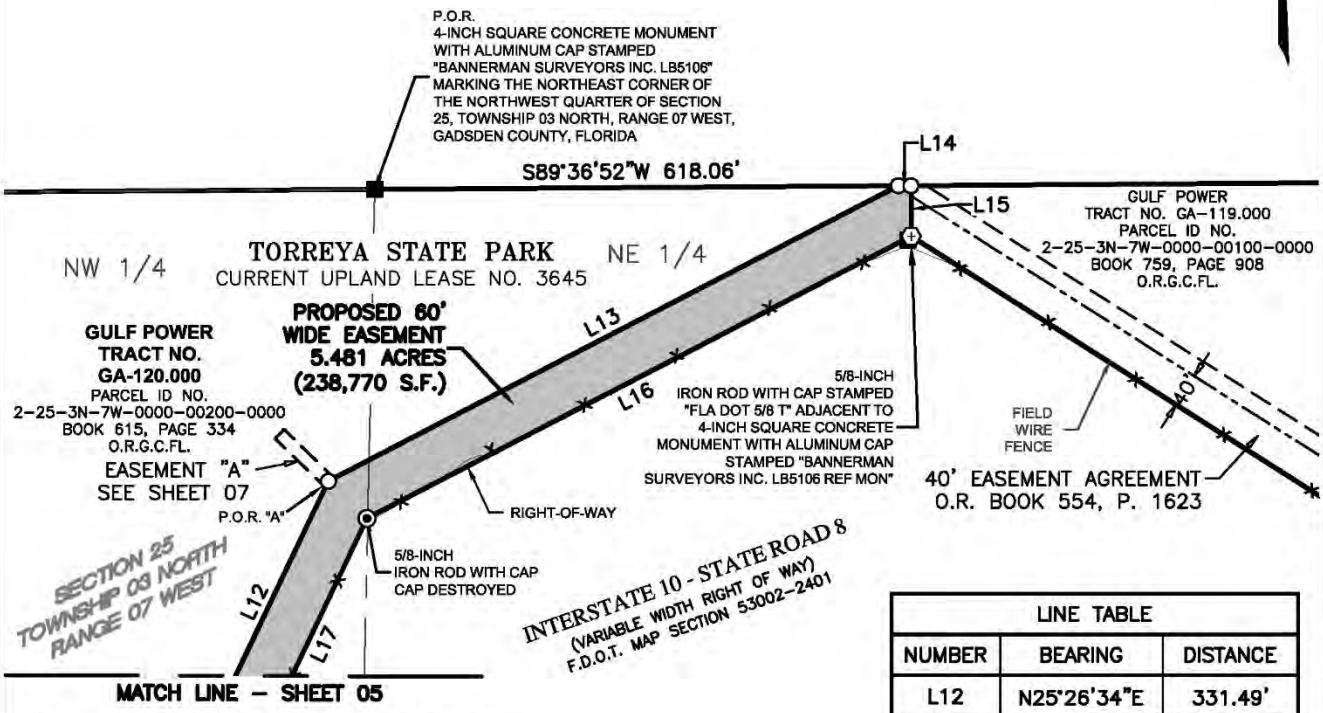 P.O.R.
4-INCH SQUARE CONCRETE MONUMENT
WITH ALUMINUM CAP STAMPED
"BANNERMAN SURVEYORS INC. LB5106"
MARKING THE NORTHEAST CORNER OF
THE NORTHWEST QUARTER OF SECTION
25, TOWNSHIP 03 NORTH, RANGE 07 WEST,
GADSDEN COUNTY, FLORIDA
S89°36'52"W 618.06'
L14
L15
GULF POWER
TRACT NO. GA-119.000
PARCEL ID NO.
2-25-3N-7W-0000-00100-0000
BOOK 759, PAGE 908
O.R.G.C.FL.
NW 1/4
TORREYA STATE PARK
CURRENT UPLAND LEASE NO. 3645
NE 1/4
PROPOSED 60'
WIDE EASEMENT
5.481 ACRES
(238,770 S.F.)
L13
GULF POWER
TRACT NO.
GA-120.000
PARCEL ID NO.
2-25-3N-7W-0000-00200-0000
BOOK 615, PAGE 334
O.R.G.C.FL.
EASEMENT "A"
SEE SHEET 07
P.O.R. "A"
L16
5/8-INCH
IRON ROD WITH CAP STAMPED
"FLA DOT 5/8 T" ADJACENT TO
4-INCH SQUARE CONCRETE
MONUMENT WITH ALUMINUM CAP
STAMPED "BANNERMAN
SURVEYORS INC. LB5106 REF MON"
40'
FIELD
WIRE
FENCE
40' EASEMENT AGREEMENT
O.R. BOOK 554, P. 1623
RIGHT-OF-WAY
5/8-INCH
IRON ROD WITH CAP
CAP DESTROYED
SECTION 25
TOWNSHIP 03 NORTH
RANGE 07 WEST
L12
L17
INTERSTATE 10 - STATE ROAD 8
(VARIABLE WIDTH RIGHT OF WAY)
F.D.O.T. MAP SECTION 53002-2401
MATCH LINE - SHEET 05
LINE TABLE
NUMBER BEARING DISTANCE
L12 N25°26'34"E 331.49'